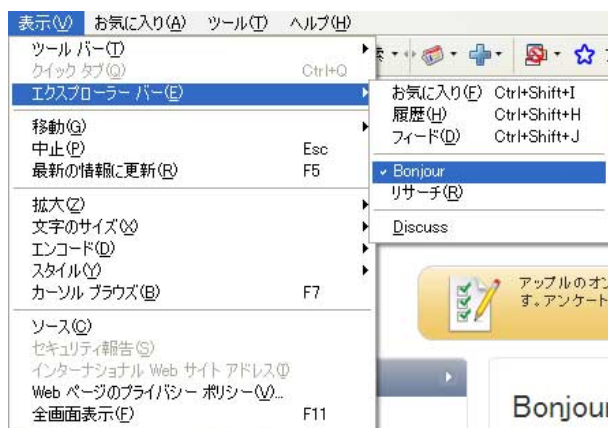 表示(V) お気に入り(A) ツール(T) ヘルプ(H)
ツール バー(T)
クイック タブ(Q) Ctrl+Q
エクスプローラー バー(E)
移動(G)
中止(P) Esc
最新の情報に更新(R) F5
拡大(Z)
文字のサイズ(X)
エンコード(D)
スタイル(Y)
カーソル ブラウズ(B) F7
ソース(C)
セキュリティ報告(S)
インターナショナル Web サイト アドレス(I)
Web ページのプライバシー ポリシー(V)...
全画面表示(F) F11
お気に入り(F) Ctrl+Shift+I
履歴(H) Ctrl+Shift+H
フィード(D) Ctrl+Shift+J
Bonjour
リサーチ(R)
Discuss
アップルのオン
す。アンケート
Bonjour